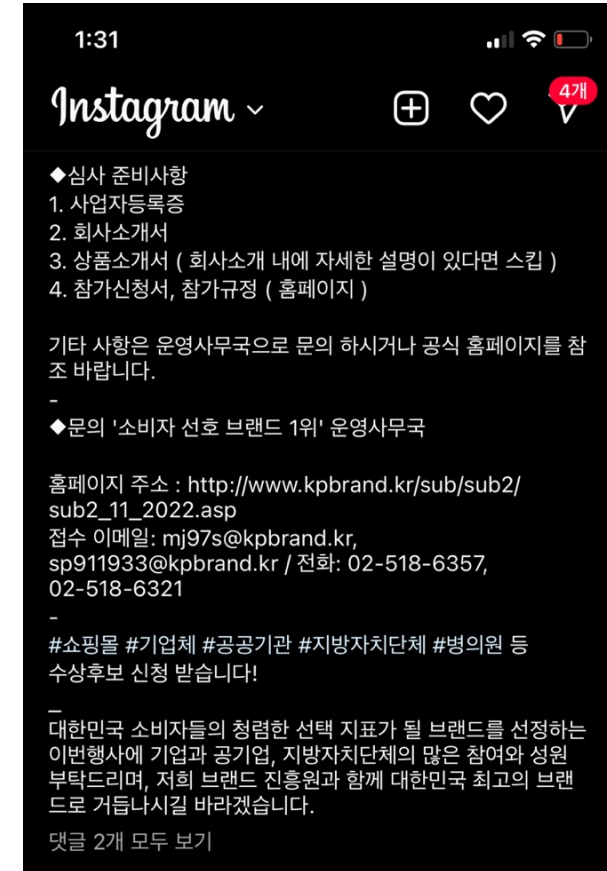 1:31
Instagram
4개
◆심사 준비사항
1. 사업자등록증
2. 회사소개서
3. 상품소개서 ( 회사소개 내에 자세한 설명이 있다면 스킵 )
4. 참가신청서, 참가규정 ( 홈페이지 )
기타 사항은 운영사무국으로 문의 하시거나 공식 홈페이지를 참
조 바랍니다.
-
◆문의 '소비자 선호 브랜드 1위' 운영사무국
홈페이지 주소 : http://www.kpbrand.kr/sub/sub2/
sub2_11_2022.asp
접수 이메일: mj97s@kpbrand.kr,
sp911933@kpbrand.kr / 전화: 02-518-6357,
02-518-6321
-
#쇼핑몰 #기업체 #공공기관 #지방자치단체 #병의원 등
수상후보 신청 받습니다!
_
대한민국 소비자들의 청렴한 선택 지표가 될 브랜드를 선정하는
이번행사에 기업과 공기업, 지방자치단체의 많은 참여와 성원
부탁드리며, 저희 브랜드 진흥원과 함께 대한민국 최고의 브랜
드로 거듭나시길 바라겠습니다.
댓글 2개 모두 보기